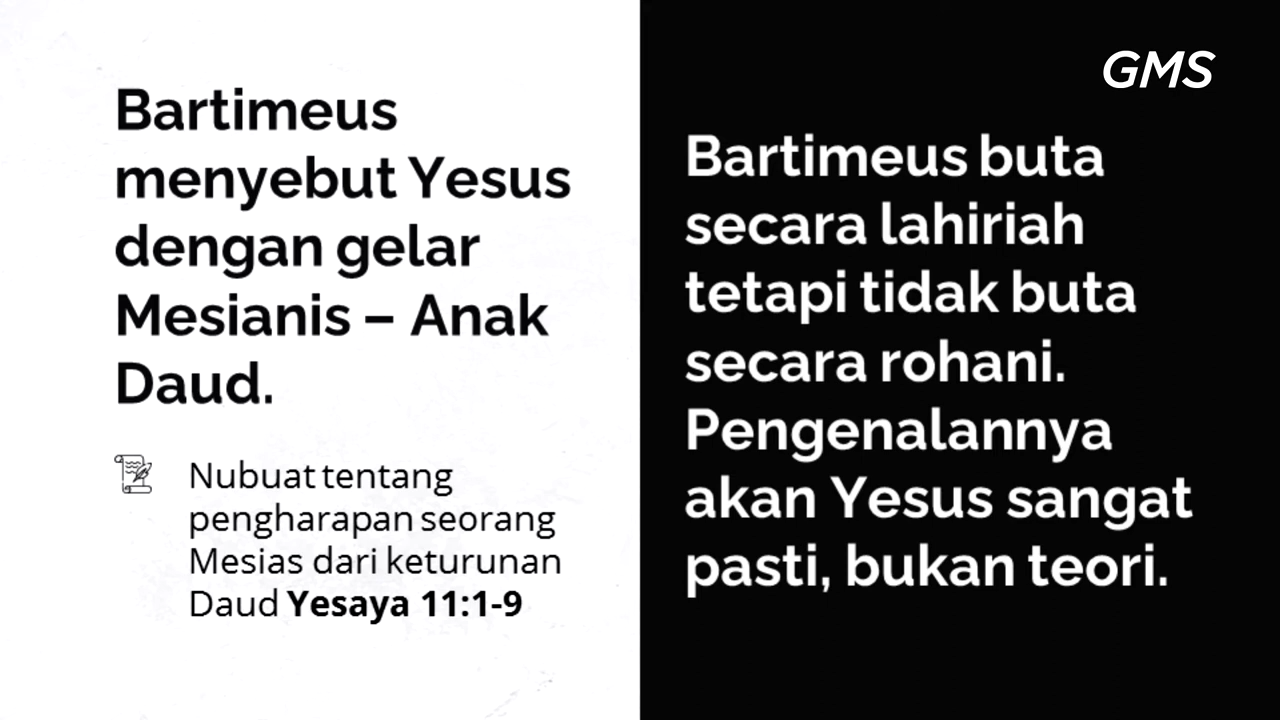 Bartimeus
menyebut Yesus
dengan gelar
Mesianis – Anak
Daud.
Nubuat tentang
pengharapan seorang
Mesias dari keturunan
Daud Yesaya 11:1-9
GMS
Bartimeus buta
secara lahiriah
tetapi tidak buta
secara rohani.
Pengenalannya
akan Yesus sangat
pasti, bukan teori.